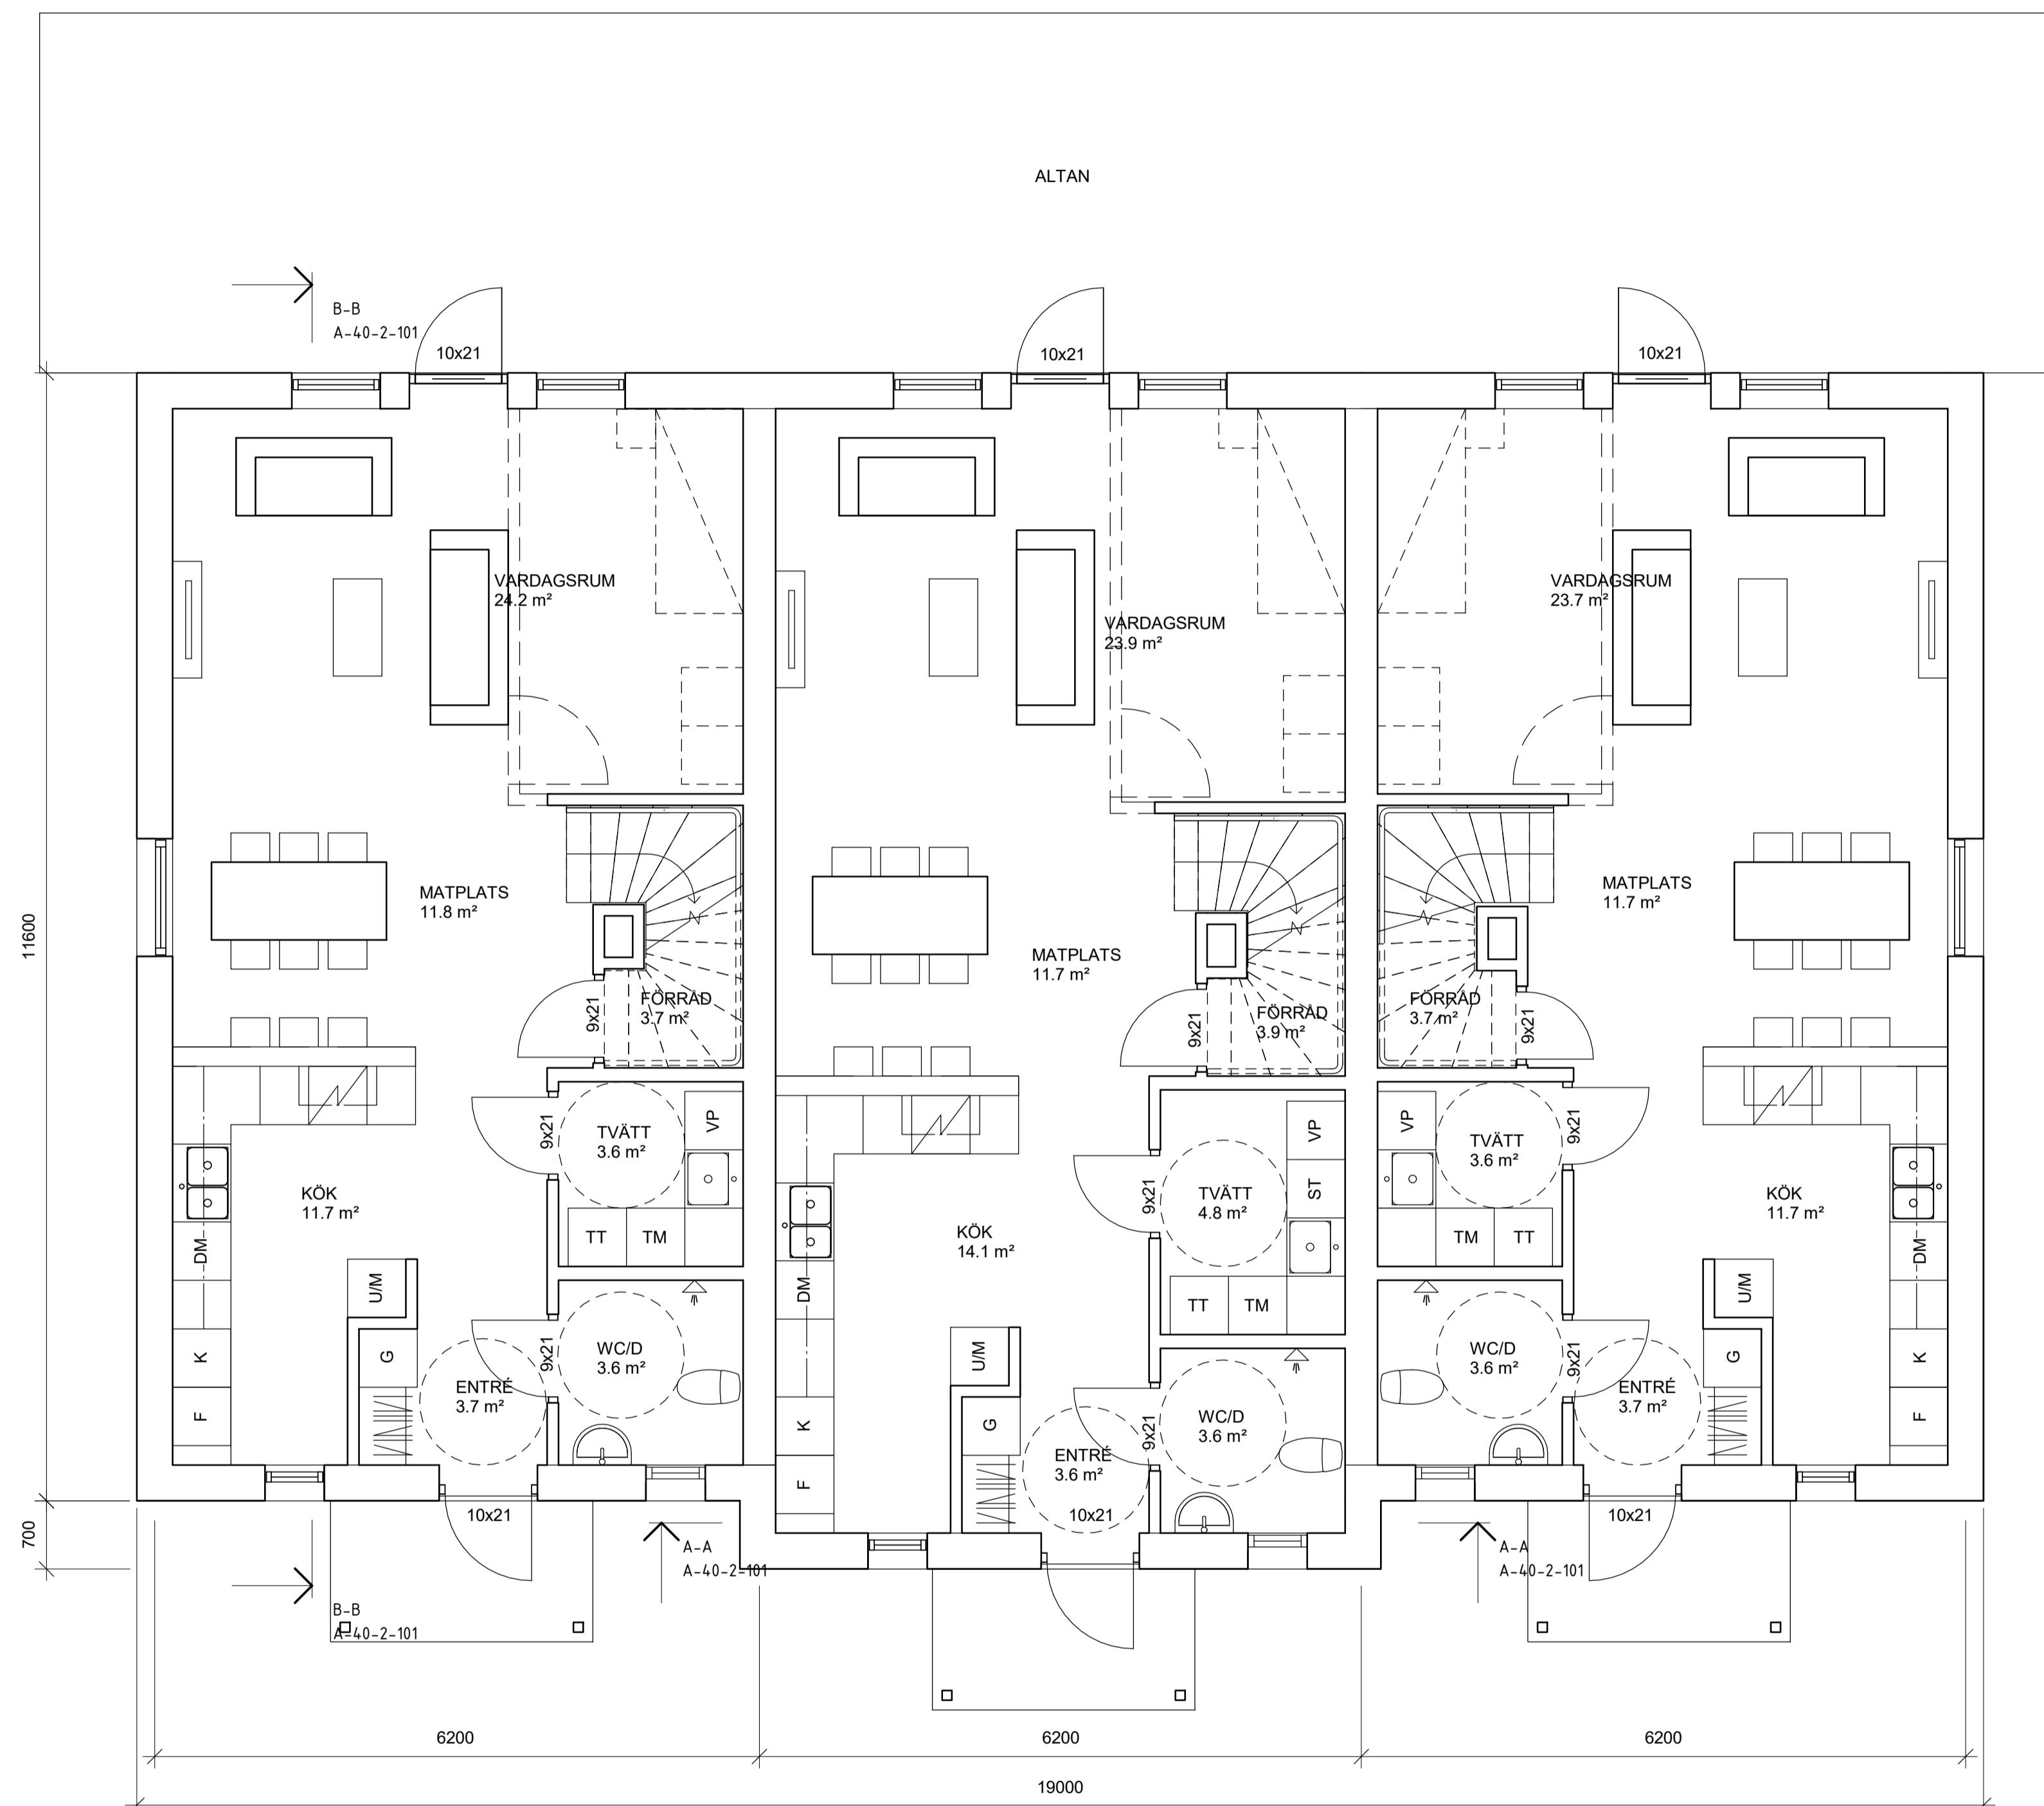 ALTAN
B-B
A-40-2-101
10x21
10x21
10x21
VARDAGSRUM
24.2 m²
VARDAGSRUM
23.9 m²
VARDAGSRUM
23.7 m²
MATPLATS
11.8 m²
MATPLATS
11.7 m²
MATPLATS
11.7 m²
11600
9x21
FÖRRÅD
3.7 m²
9x21
FÖRRÅD
3.9 m²
FÖRRÅD
3.7 m²
9x21
9x21
TVÄTT
3.6 m²
VP
TT
TM
9x21
TVÄTT
4.8 m²
VP
ST
TT
TM
VP
TVÄTT
3.6 m²
9x21
TM
TT
KÖK
11.7 m²
KÖK
14.1 m²
KÖK
11.7 m²
DM
U/M
K
G
F
DM
U/M
K
G
F
U/M
DM
G
K
F
ENTRÉ
3.7 m²
9x21
WC/D
3.6 m²
ENTRÉ
3.6 m²
9x21
WC/D
3.6 m²
WC/D
3.6 m²
9x21
ENTRÉ
3.7 m²
10x21
10x21
10x21
700
A-A
A-40-2-101
A-A
A-40-2-101
B-B
A-40-2-101
6200
6200
6200
19000